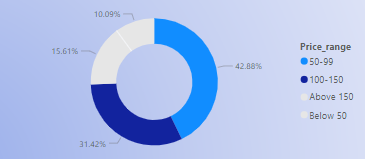 10.09%
15.61%
42.88%
31.42%
Price_range
50-99
100-150
Above 150
Below 50